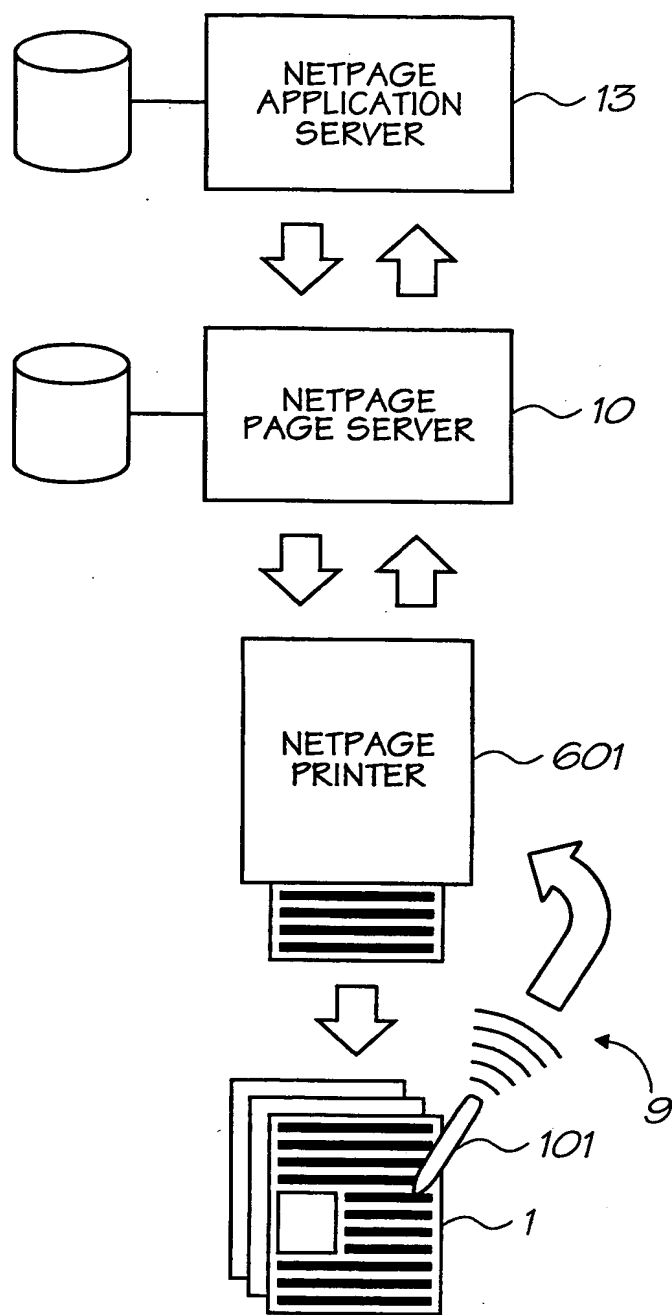 NETPAGE
APPLICATION
SERVER
13
NETPAGE
PAGE SERVER
10
NETPAGE
PRINTER
601
9
101
1